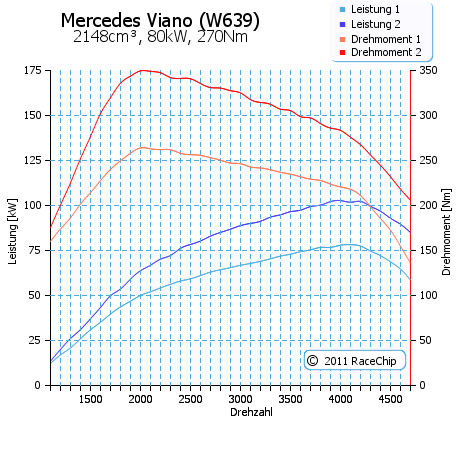 Mercedes Viano (W639)
2148cm³, 80kW, 270Nm
Leistung 1
Leistung 2
Drehmoment 1
Drehmoment 2
175
150
125
100
75
50
25
0
Leistung [kW]
350
300
250
200
150
100
50
0
Drehmoment [Nm]
© 2011 RaceChip
1500 2000 2500 3000 3500 4000 4500
Drehzahl